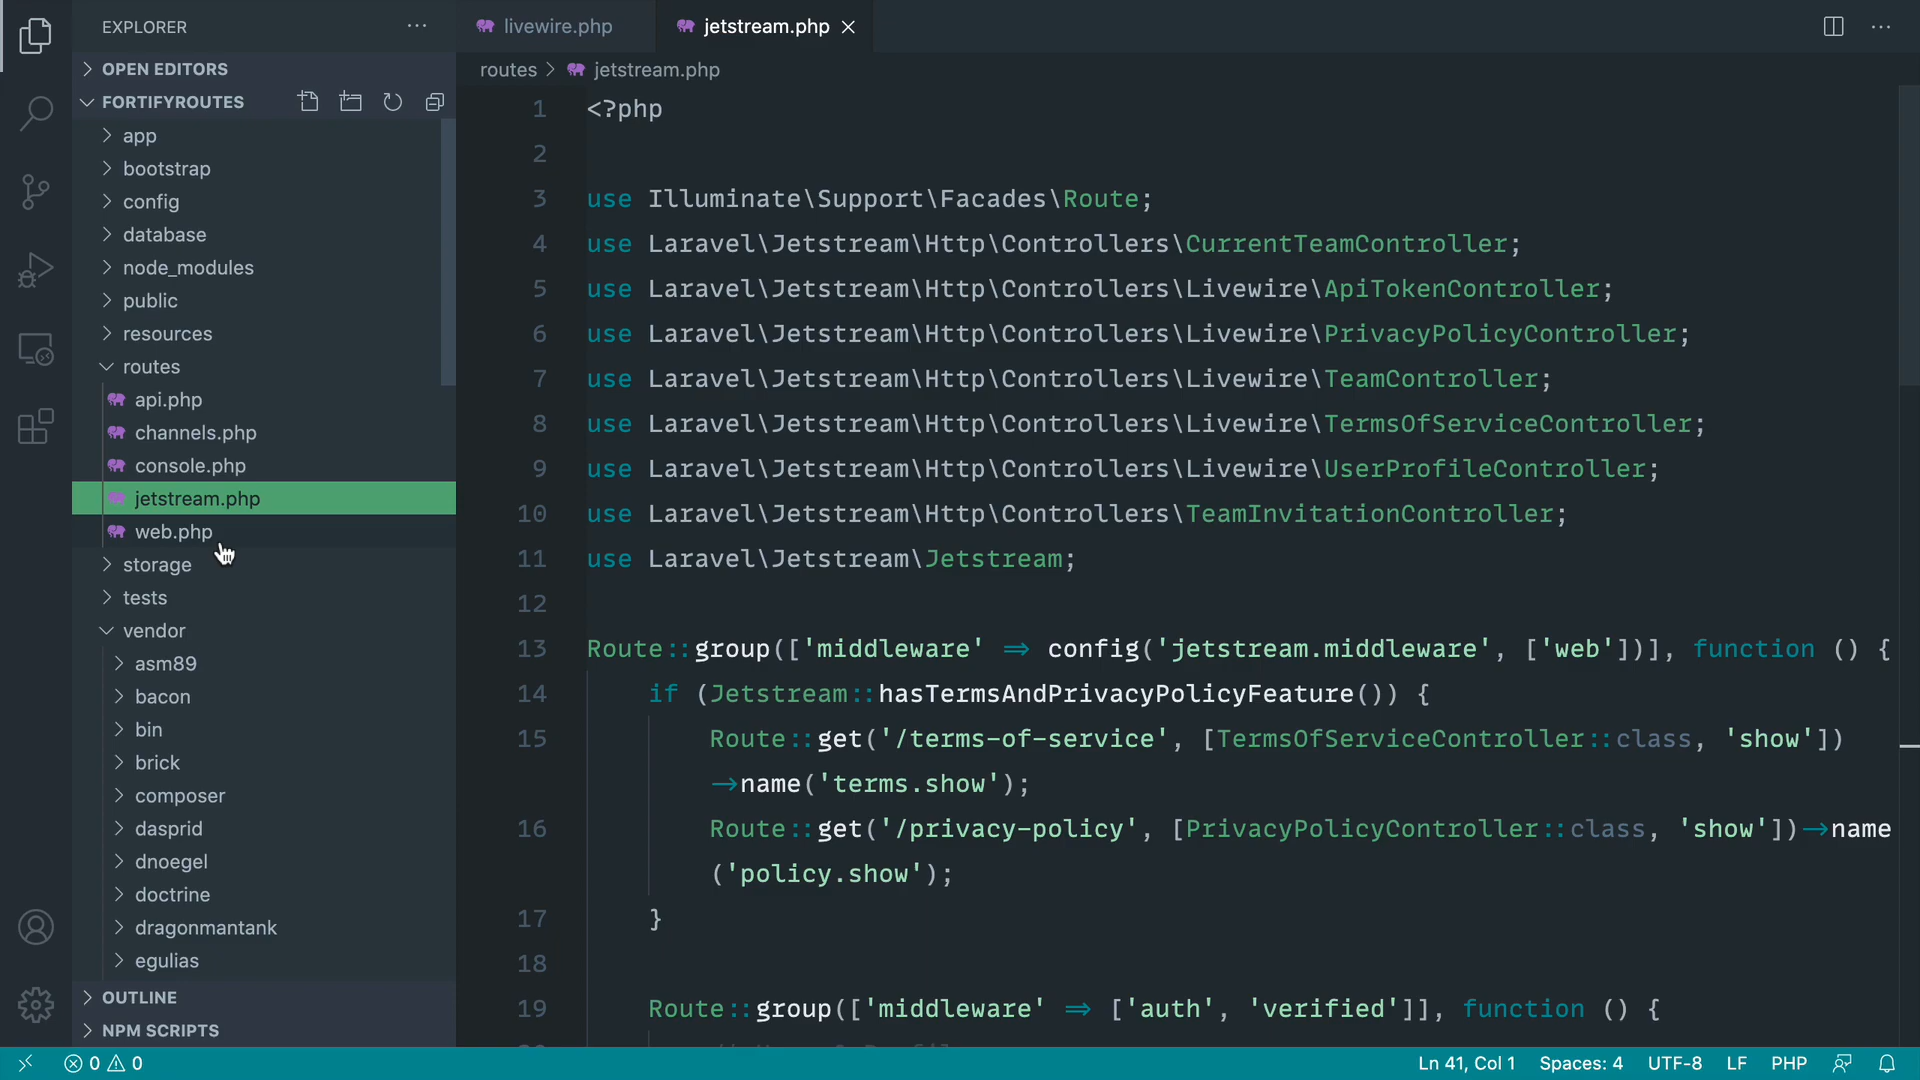 EXPLORER
OPEN EDITORS
FORTIFYROUTES
app
bootstrap
config
database
node_modules
public
resources
routes
api.php
channels.php
console.php
jetstream.php
web.php
storage
tests
vendor
asm89
bacon
bin
brick
composer
dasprid
dnoegel
doctrine
dragonmantank
egulias
OUTLINE
NPM SCRIPTS
livewire.php
jetstream.php
routes > jetstream.php
1 <?php
2
3 use Illuminate\Support\Facades\Route;
4 use Laravel\Jetstream\Http\Controllers\CurrentTeamController;
5 use Laravel\Jetstream\Http\Controllers\Livewire\ApiTokenController;
6 use Laravel\Jetstream\Http\Controllers\Livewire\PrivacyPolicyController;
7 use Laravel\Jetstream\Http\Controllers\Livewire\TeamController;
8 use Laravel\Jetstream\Http\Controllers\Livewire\TermsOfServiceController;
9 use Laravel\Jetstream\Http\Controllers\Livewire\UserProfileController;
10 use Laravel\Jetstream\Http\Controllers\TeamInvitationController;
11 use Laravel\Jetstream\Jetstream;
12
13 Route::group(['middleware' => config('jetstream.middleware', ['web'])], function () {
14 if (Jetstream::hasTermsAndPrivacyPolicyFeature()) {
15 Route::get('/terms-of-service', [TermsOfServiceController::class, 'show'])
->name('terms.show');
16 Route::get('/privacy-policy', [PrivacyPolicyController::class, 'show'])->name
('policy.show');
17 }
18
19 Route::group(['middleware' => ['auth', 'verified']], function () {
0 0
Ln 41, Col 1 Spaces: 4 UTF-8 LF PHP